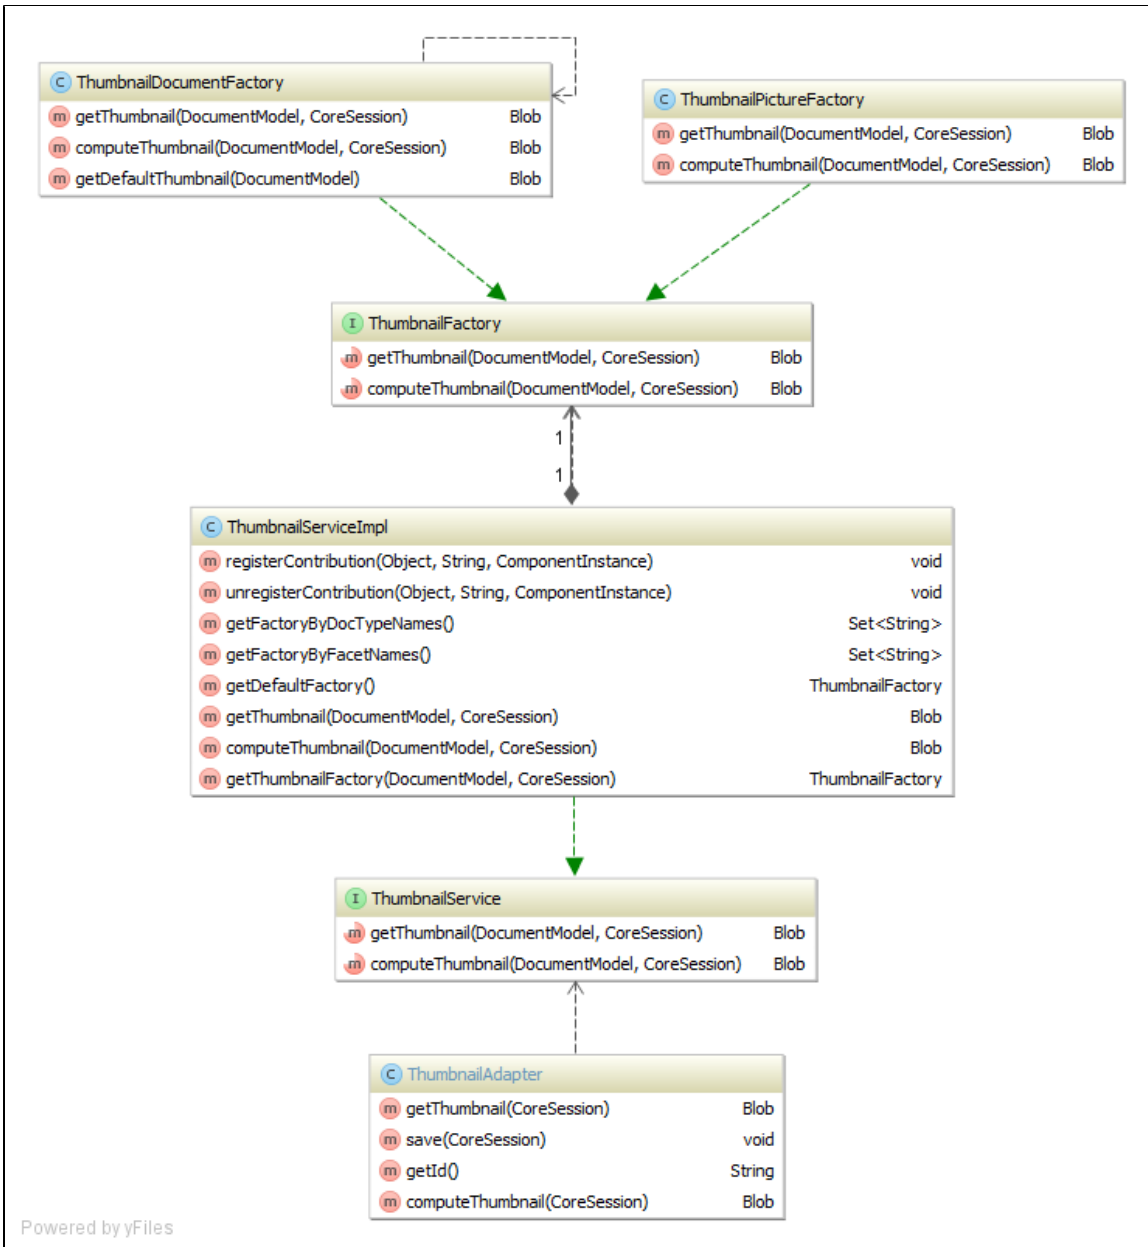 ThumbnailDocumentFactory
getThumbnail(DocumentModel, CoreSession) Blob
computeThumbnail(DocumentModel, CoreSession) Blob
getDefaultThumbnail(DocumentModel) Blob
ThumbnailPictureFactory
getThumbnail(DocumentModel, CoreSession) Blob
computeThumbnail(DocumentModel, CoreSession) Blob
ThumbnailFactory
getThumbnail(DocumentModel, CoreSession) Blob
computeThumbnail(DocumentModel, CoreSession) Blob
1
1
ThumbnailServiceImpl
registerContribution(Object, String, ComponentInstance) void
unregisterContribution(Object, String, ComponentInstance) void
getFactoryByDocTypeNames() Set<String>
getFactoryByFacetNames() Set<String>
getDefaultFactory() ThumbnailFactory
getThumbnail(DocumentModel, CoreSession) Blob
computeThumbnail(DocumentModel, CoreSession) Blob
getThumbnailFactory(DocumentModel, CoreSession) ThumbnailFactory
ThumbnailService
getThumbnail(DocumentModel, CoreSession) Blob
computeThumbnail(DocumentModel, CoreSession) Blob
ThumbnailAdapter
getThumbnail(CoreSession) Blob
save(CoreSession) void
getId() String
computeThumbnail(CoreSession) Blob
Powered by yFiles